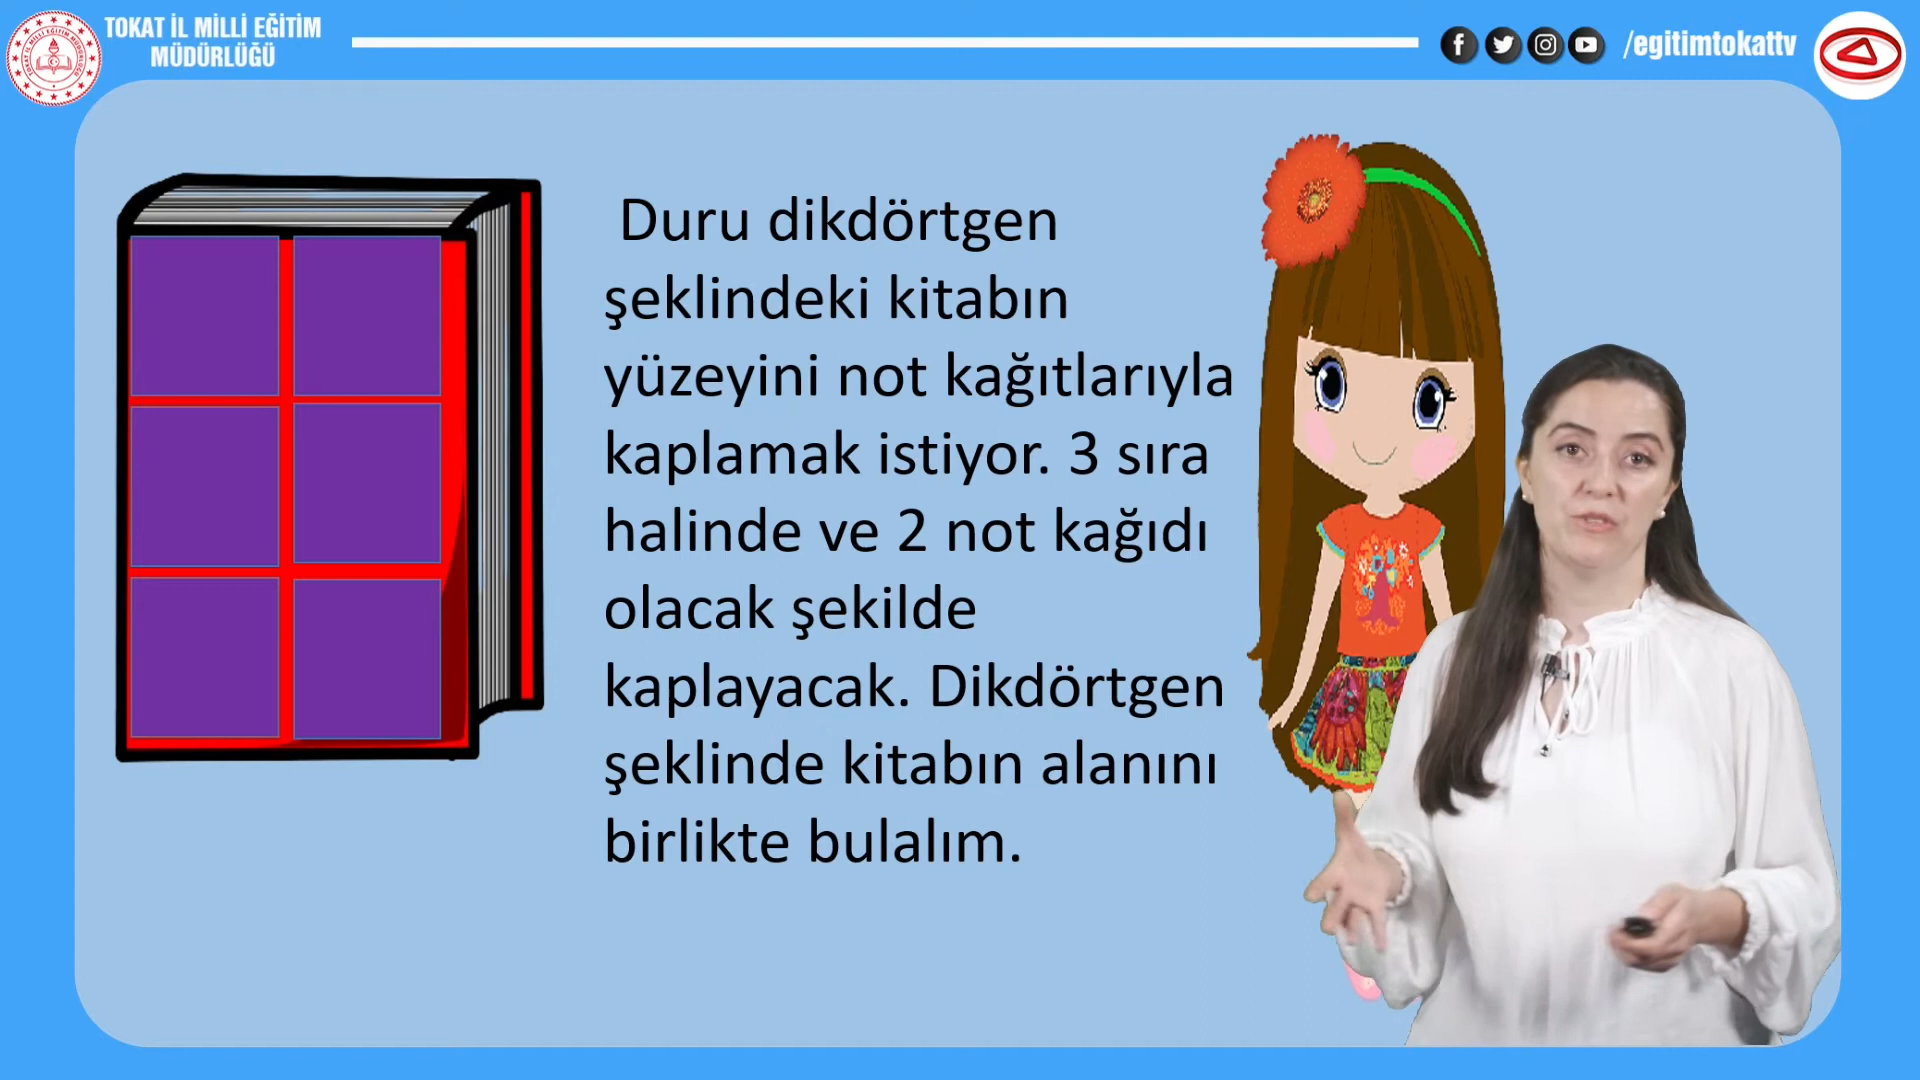 TOKAT İL MİLLİ EĞİTİM
MÜDÜRLÜĞÜ
/egitimtokattv
Duru dikdörtgen
şeklindeki kitabın
yüzeyini not kağıtlarıyla
kaplamak istiyor. 3 sıra
halinde ve 2 not kağıdı
olacak şekilde
kaplayacak. Dikdörtgen
şeklinde kitabın alanını
birlikte bulalım.